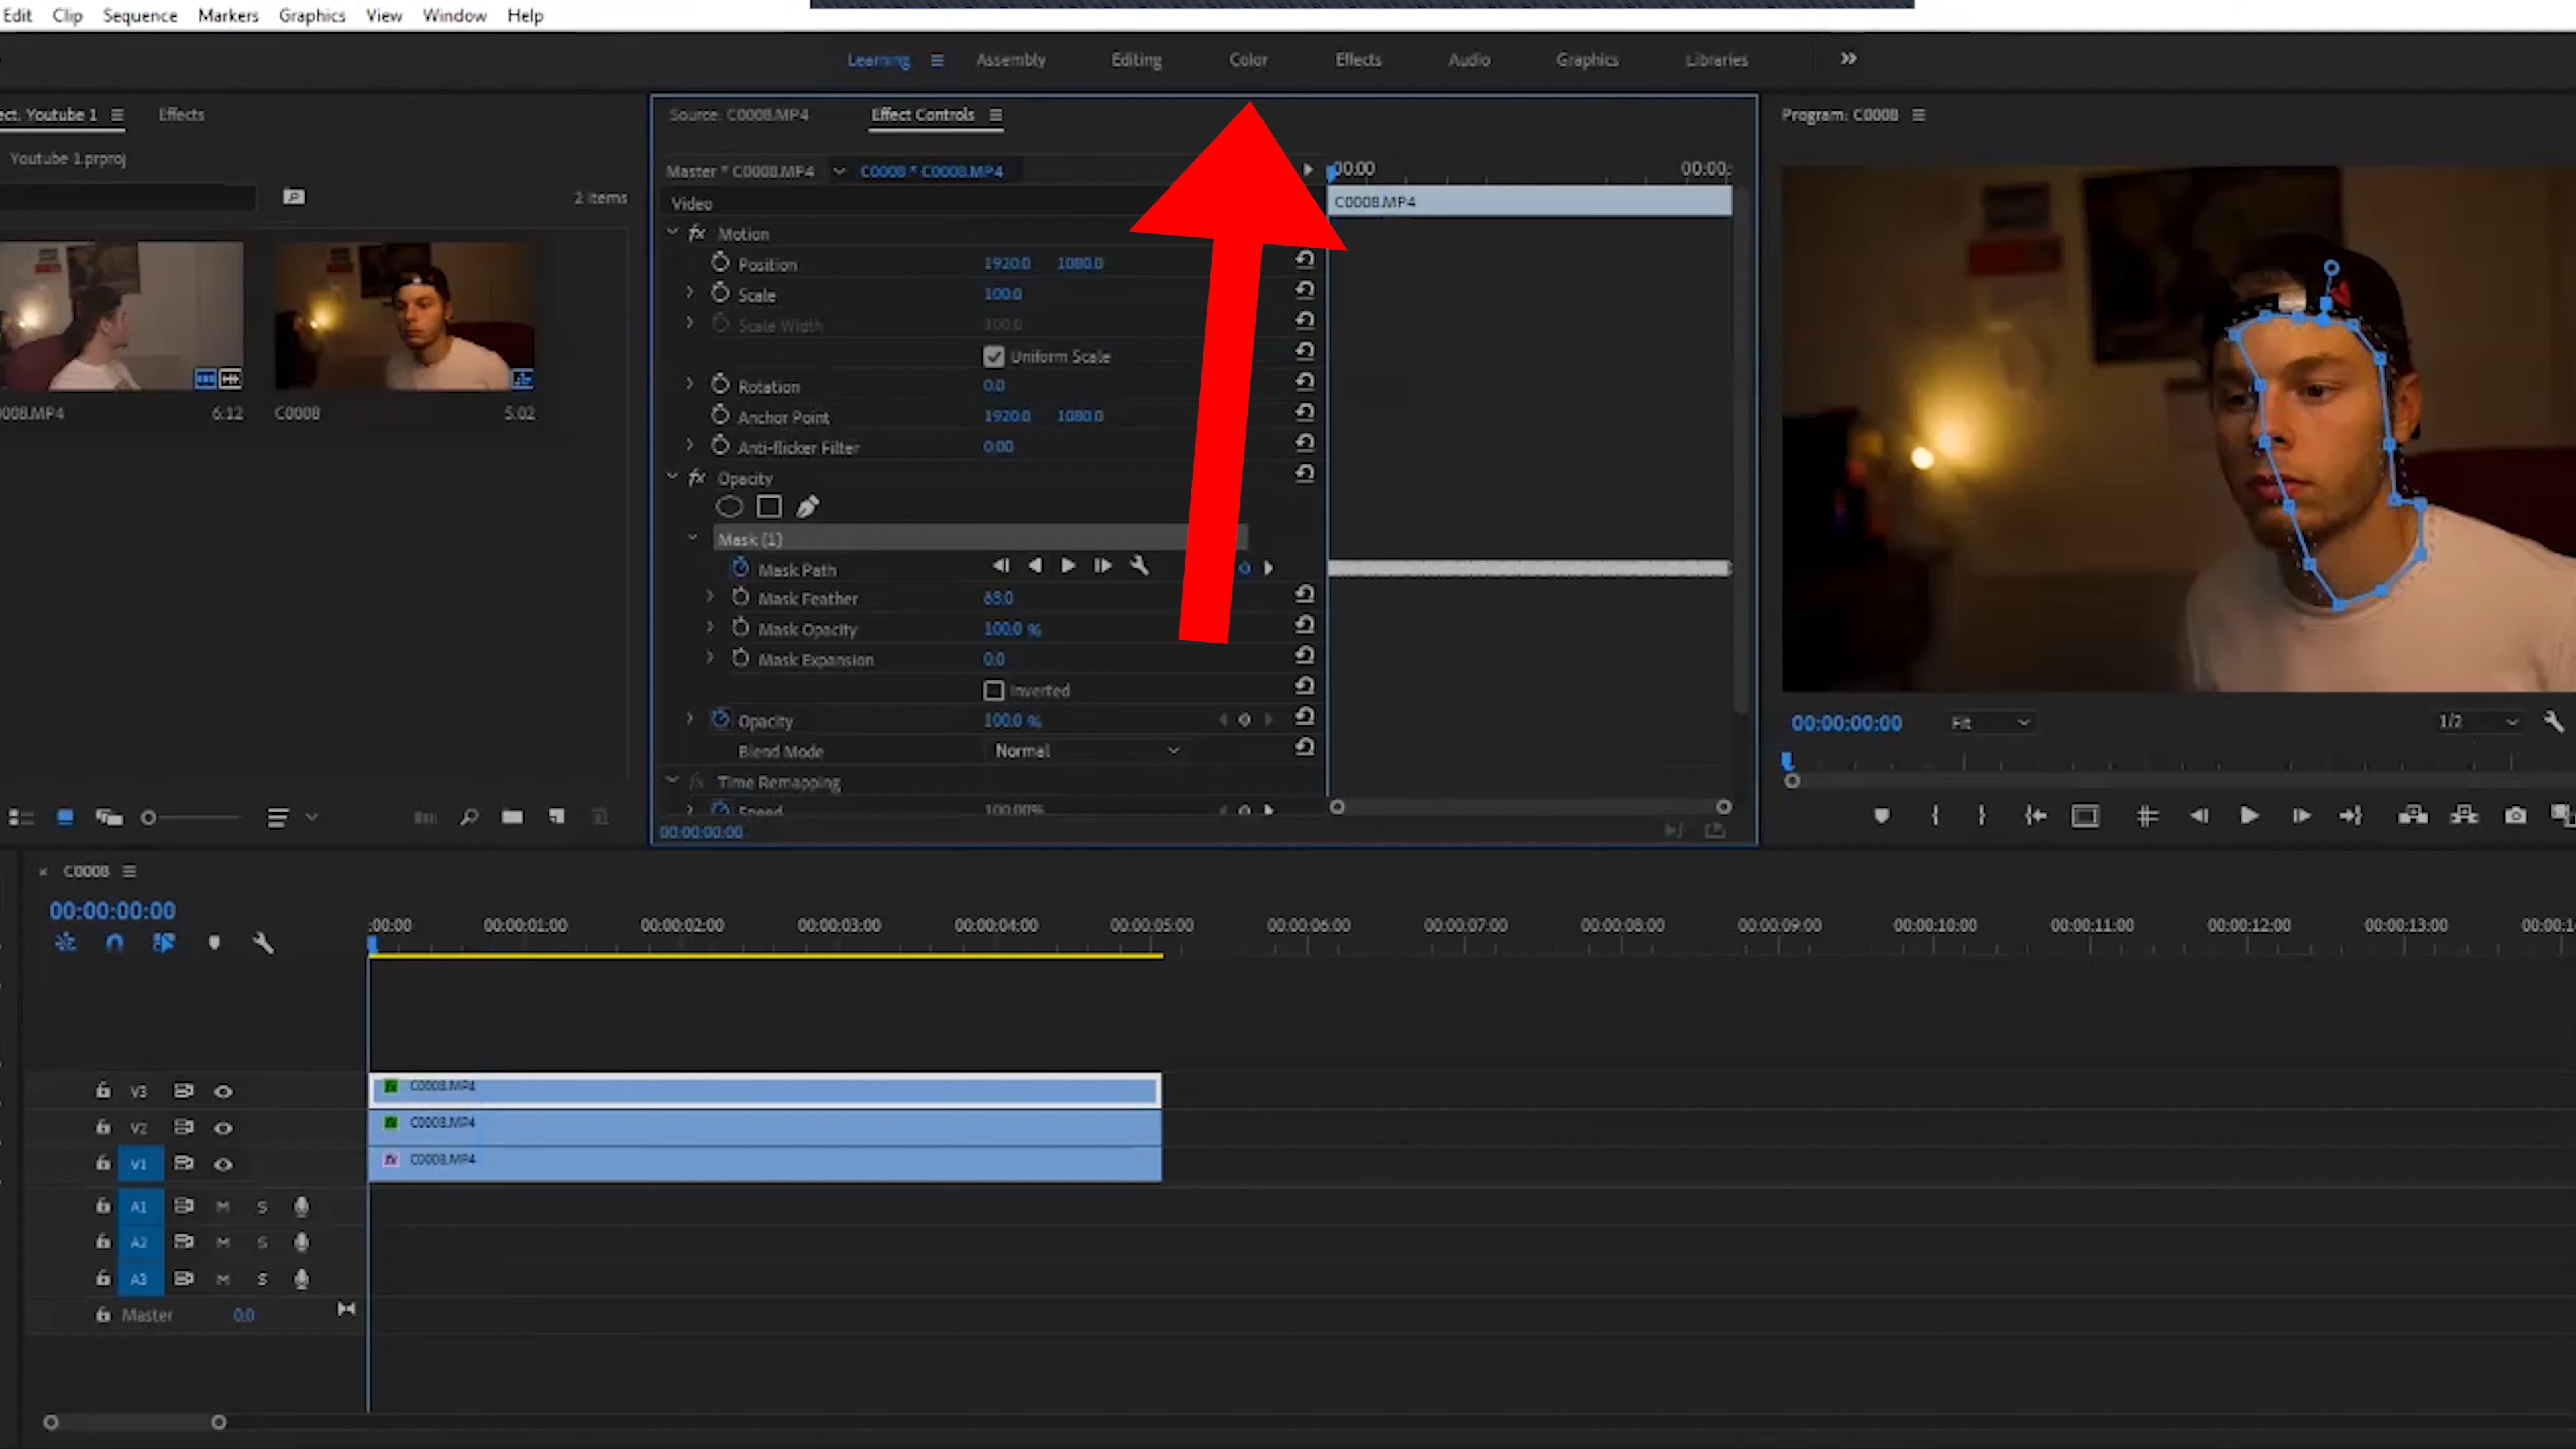 Edit Clip Sequence Markers Graphics View Window Help
Learning Assembly Editing Color Effects Audio Graphics Libraries
ect: Youtube 1 Effects
Youtube 1.prproj
2 Items
008.MP4 6:12
C0008 5:02
Source: C0008.MP4 Effect Controls
Master * C0008.MP4 C0008 * C0008.MP4
00:00 00:00:
Video
C0008.MP4
fx Motion
Position 1920.0 1080.0
Scale 100.0
Scale Width 100.0
Uniform Scale
Rotation 0.0
Anchor Point 1920.0 1080.0
Anti-flicker Filter 0.00
fx Opacity
Mask (1)
Mask Path
Mask Feather 63.0
Mask Opacity 100.0 %
Mask Expansion 0.0
Inverted
Opacity 100.0 %
Blend Mode Normal
fx Time Remapping
Speed 100.00%
00:00:00:00
Program: C0008
00:00:00:00 Fit 1/2
C0008
00:00:00:00
:00:00 00:00:01:00 00:00:02:00 00:00:03:00 00:00:04:00 00:00:05:00 00:00:06:00 00:00:07:00 00:00:08:00 00:00:09:00 00:00:10:00 00:00:11:00 00:00:12:00 00:00:13:00 00:00:1
V3 fx C0008.MP4
V2 fx C0008.MP4
V1 fx C0008.MP4
A1 M S
A2 M S
A3 M S
Master 0.0